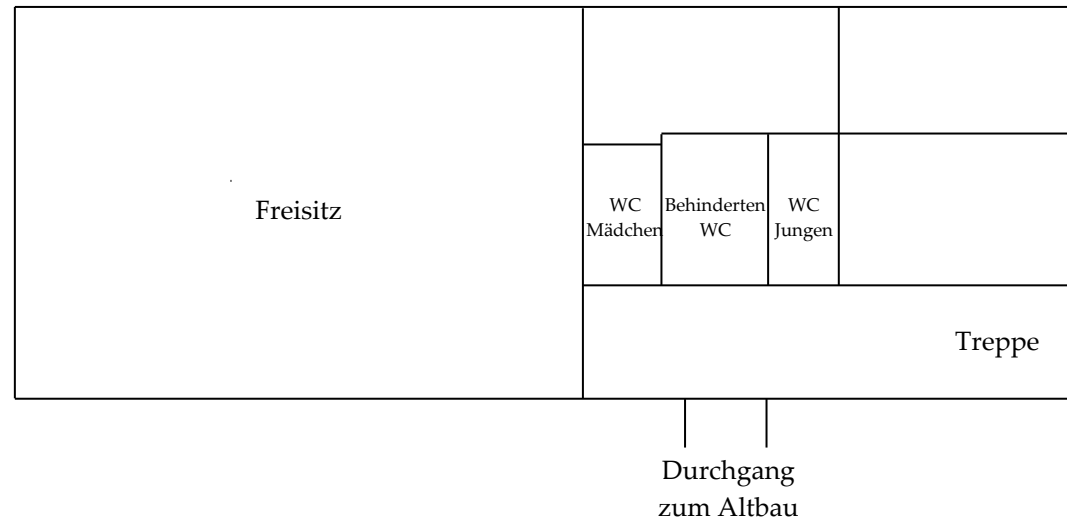 Freisitz
WC
Mädchen
Behinderten
WC
WC
Jungen
Treppe
Durchgang
zum Altbau